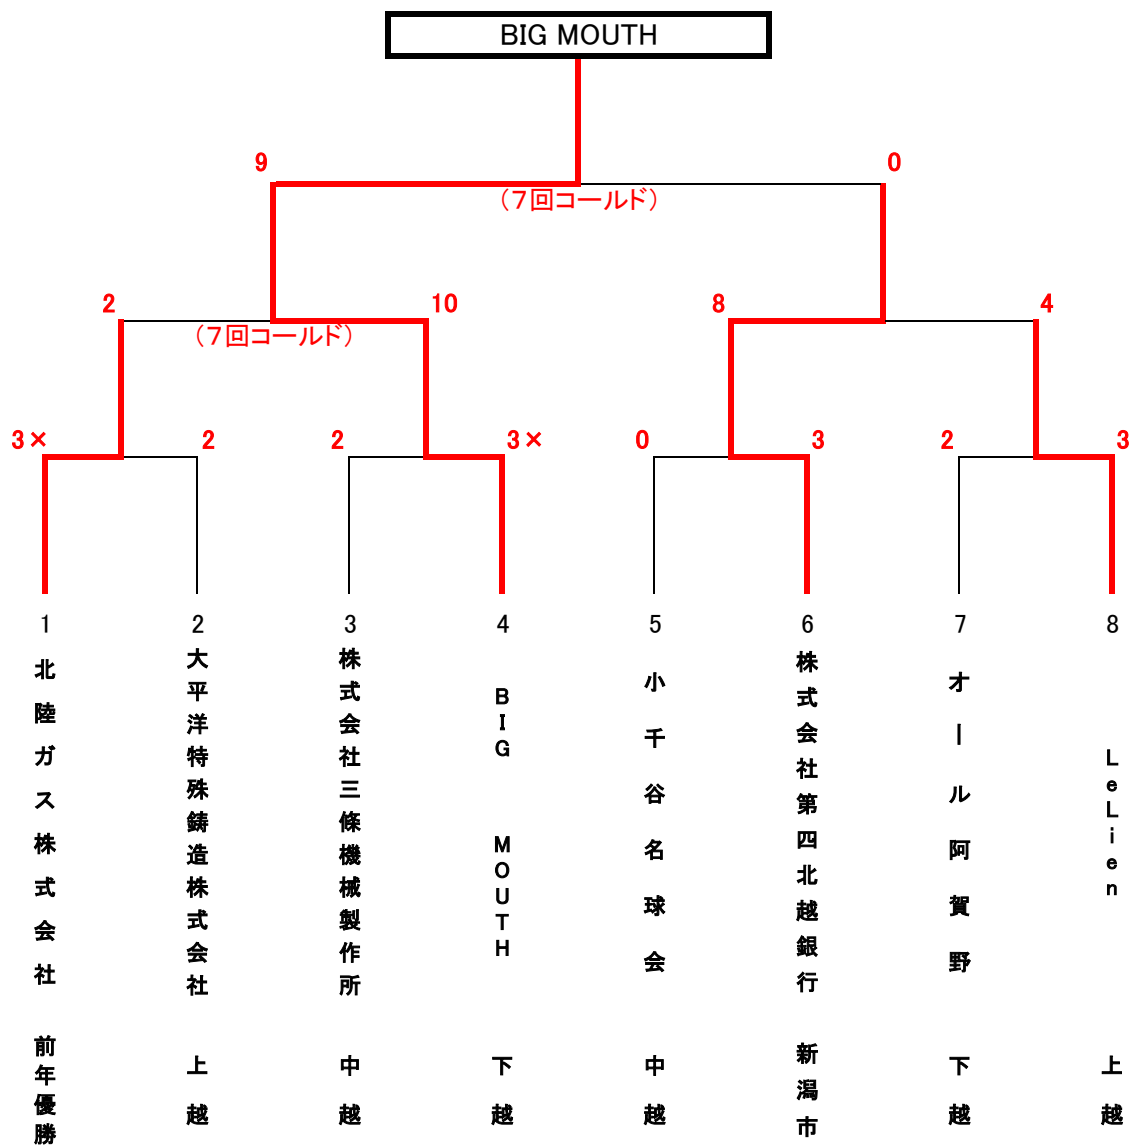 BIG MOUTH
9
0
(7回コールド)
2
10
8
4
(7回コールド)
3×
2
2
3×
0
3
2
3
1
2
3
4
5
6
7
8
北陸ガス株式会社
大平洋特殊鋳造株式会社
株式会社三條機械製作所
BIG MOUTH
小千谷名球会
株式会社第四北越銀行
オール阿賀野
LeLien
前年優勝
上越
中越
下越
中越
新潟市
下越
上越